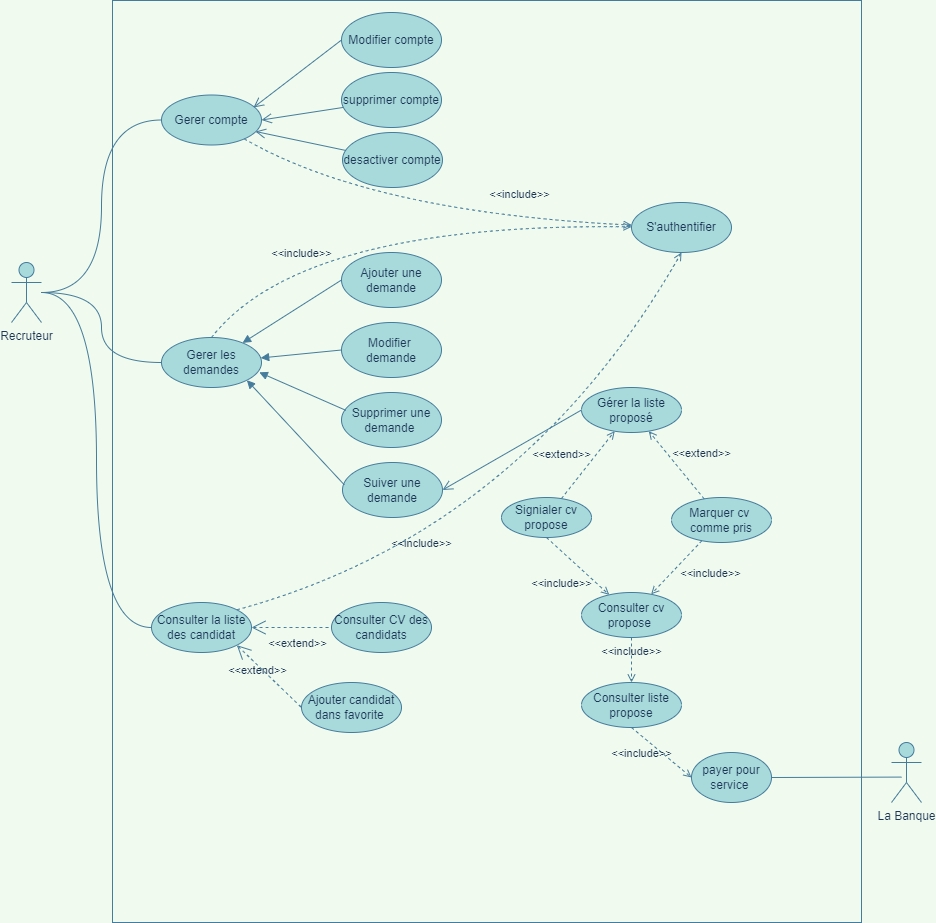 Modifier compte
supprimer compte
Gerer compte
desactiver compte
<<include>>
S'authentifier
<<include>>
Ajouter une
demande
Recruteur
Modifier
demande
Gerer les
demandes
Supprimer une
demande
Gérer la liste
proposé
<<extend>>
<<extend>>
Suiver une
demande
Signialer cv
propose
Marquer cv
comme pris
<<include>>
<<include>>
<<include>>
Consulter la liste
des candidat
Consulter CV des
candidats
<<extend>>
Consulter cv
propose
<<include>>
<<extend>>
Ajouter candidat
dans favorite
Consulter liste
propose
<<include>>
payer pour
service
La Banque